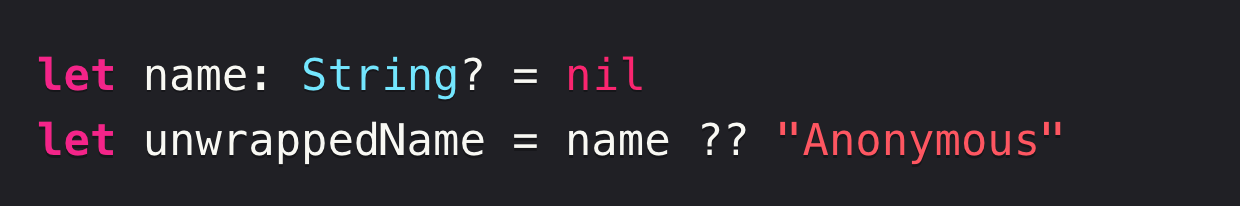 let name: String? = nil
let unwrappedName = name ?? "Anonymous"